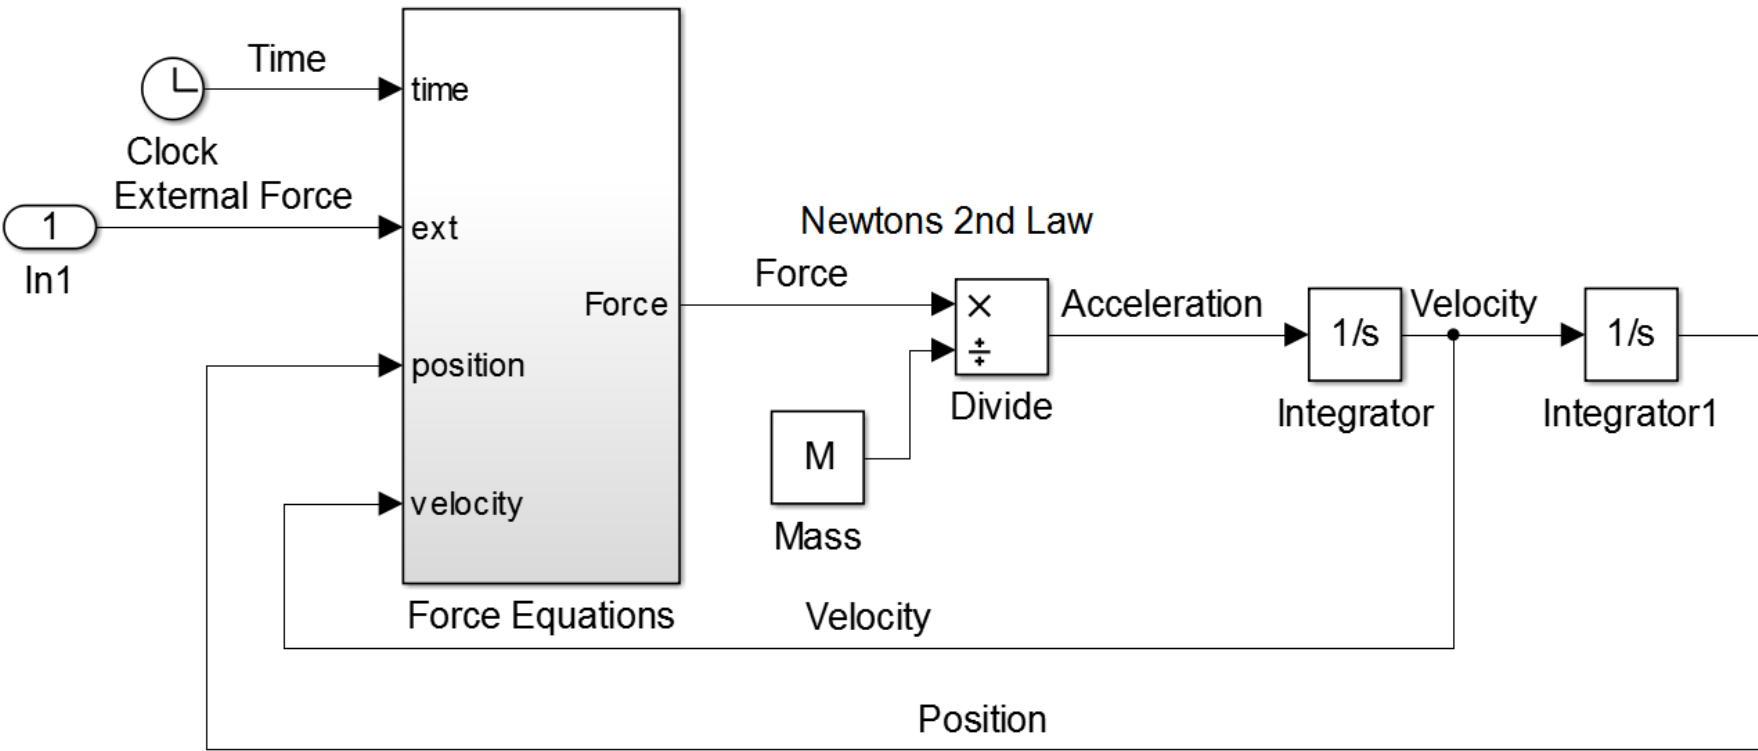 Time
time
Clock
External Force
1
ext
In1
Newtons 2nd Law
Force
Force
×
÷
Divide
Acceleration
1/s
Integrator
Velocity
1/s
Integrator1
position
M
Mass
velocity
Force Equations
Velocity
Position